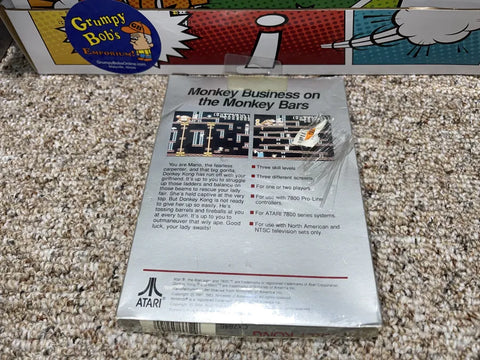 Grumpy
Bob's
EMPORIUM
GrumpyBobsOnline.com
Monkey Business on
the Monkey Bars
You are Mario, the fearless
carpenter, and that big gorilla,
Donkey Kong has run off with your
girlfriend. It's up to you to struggle
up those ladders and balance on
those beams to rescue your lady
fair. She's held captive at the very
top. But Donkey Kong is not ready
to give her up so easily. He's
tossing barrels and fireballs at you
at every turn. It's up to you to
outmaneuver that wily ape. Good
luck, your lady awaits!
Three skill levels
Three different screens
For one or two players
For use with 7800 Pro Line
controllers.
For ATARI 7800 series systems.
For use with North American and
NTSC television sets only
ATARI